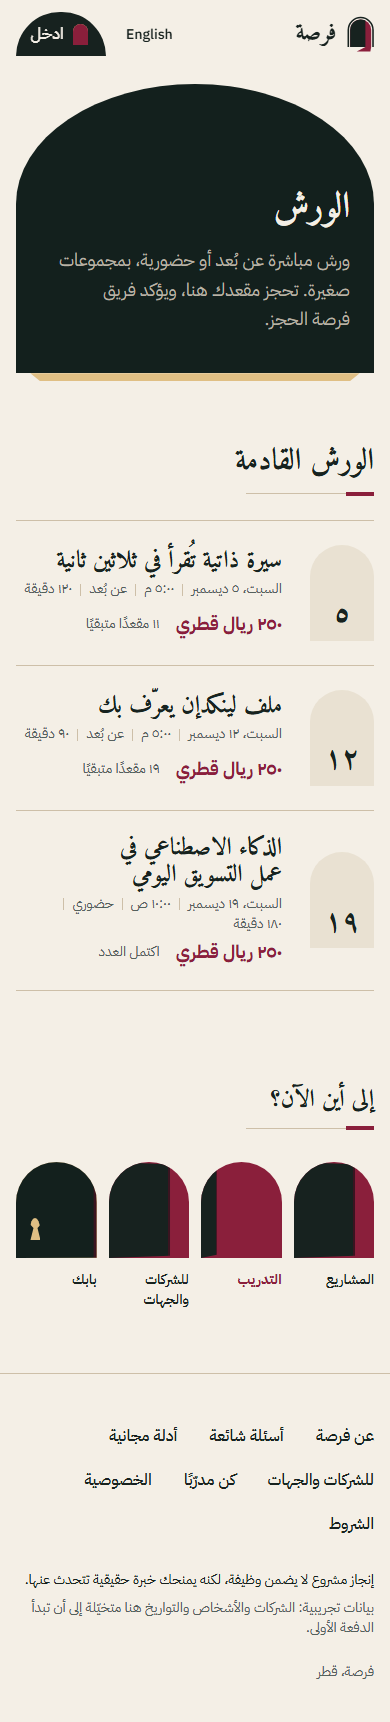 فرصة
English
ادخل
الورش
ورش مباشرة عن بُعد أو حضورية، بمجموعات
صغيرة. تحجز مقعدك هنا، ويؤكد فريق
فرصة الحجز.
الورش القادمة
٥
سيرة ذاتية تُقرأ في ثلاثين ثانية
السبت، ٥ ديسمبر | ٥:٠٠ م | عن بُعد | ١٢٠ دقيقة
٢٥٠ ريال قطري ١١ مقعدًا متبقيًا
١٢
ملف لينكدإن يعرّف بك
السبت، ١٢ ديسمبر | ٥:٠٠ م | عن بُعد | ٩٠ دقيقة
٢٥٠ ريال قطري ١٩ مقعدًا متبقيًا
١٩
الذكاء الاصطناعي في
عمل التسويق اليومي
السبت، ١٩ ديسمبر | ١٠:٠٠ ص | حضوري |
١٨٠ دقيقة
٢٥٠ ريال قطري اكتمل العدد
إلى أين الآن؟
المشاريع
التدريب
للشركات
والجهات
بابك
عن فرصة أسئلة شائعة أدلة مجانية
للشركات والجهات كن مدرّبًا الخصوصية
الشروط
إنجاز مشروع لا يضمن وظيفة، لكنه يمنحك خبرة حقيقية تتحدث عنها.
بيانات تجريبية: الشركات والأشخاص والتواريخ هنا متخيّلة إلى أن تبدأ
الدفعة الأولى.
فرصة، قطر